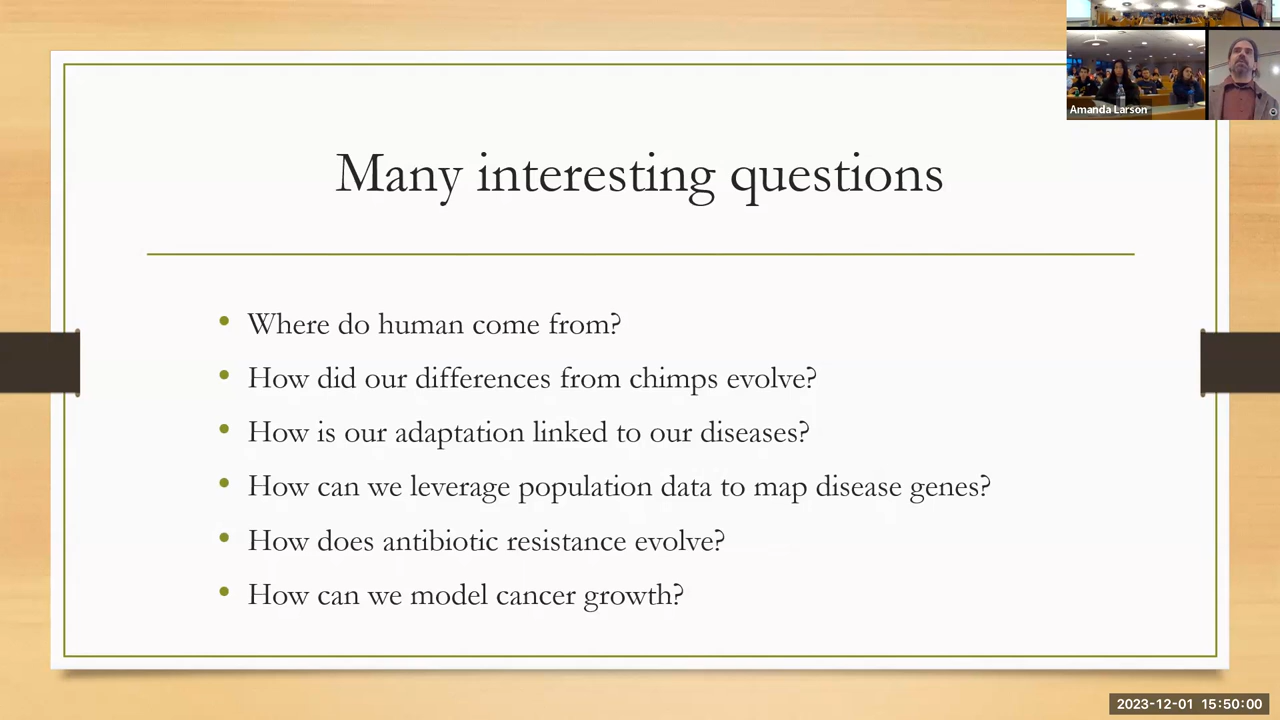 Amanda Larson
Many interesting questions
• Where do human come from?
• How did our differences from chimps evolve?
• How is our adaptation linked to our diseases?
• How can we leverage population data to map disease genes?
• How does antibiotic resistance evolve?
• How can we model cancer growth?
2023-12-01 15:50:00